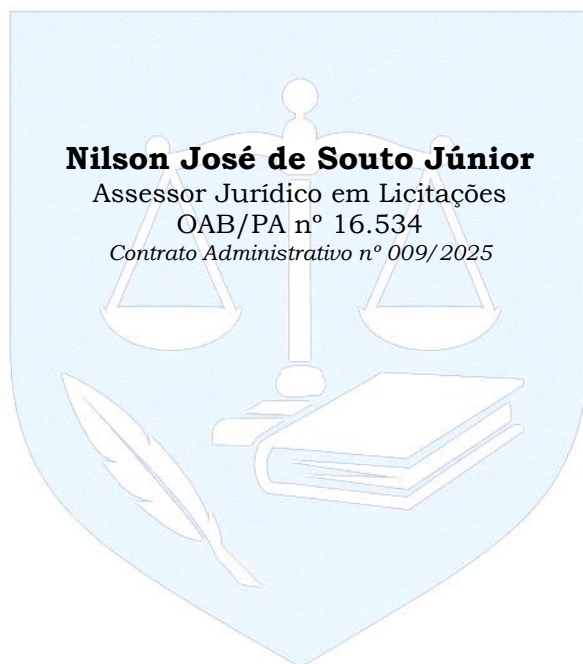 Nilson José de Souto Júnior
Assessor Jurídico em Licitações
OAB/PA nº 16.534
Contrato Administrativo nº 009/2025